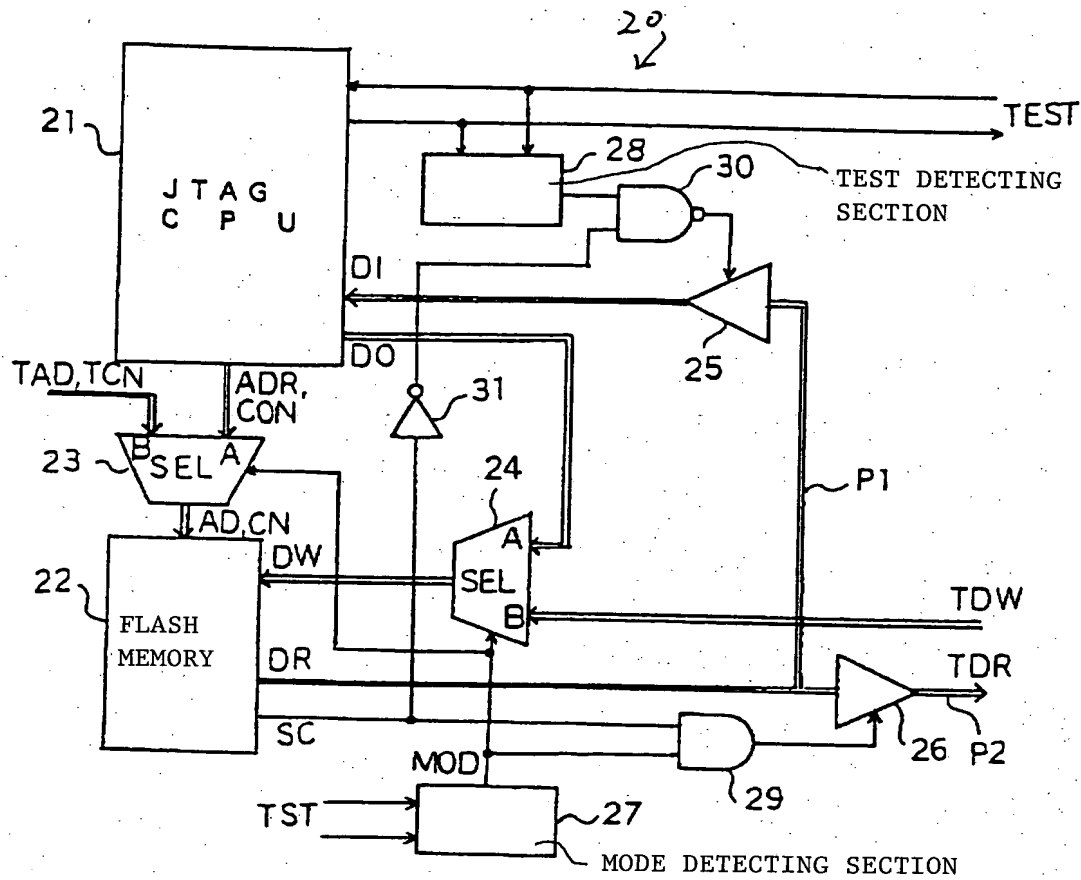 20
TEST
21
28
30
TEST DETECTING
SECTION
JTAG
CPU
DI
25
DO
TAD,TCN
ADR,
CON
31
B
A
SEL
23
24
P1
AD,CN
A
DW
SEL
22
B
TDW
FLASH
MEMORY
DR
TDR
SC
26
P2
MOD
29
TST
27
MODE DETECTING SECTION